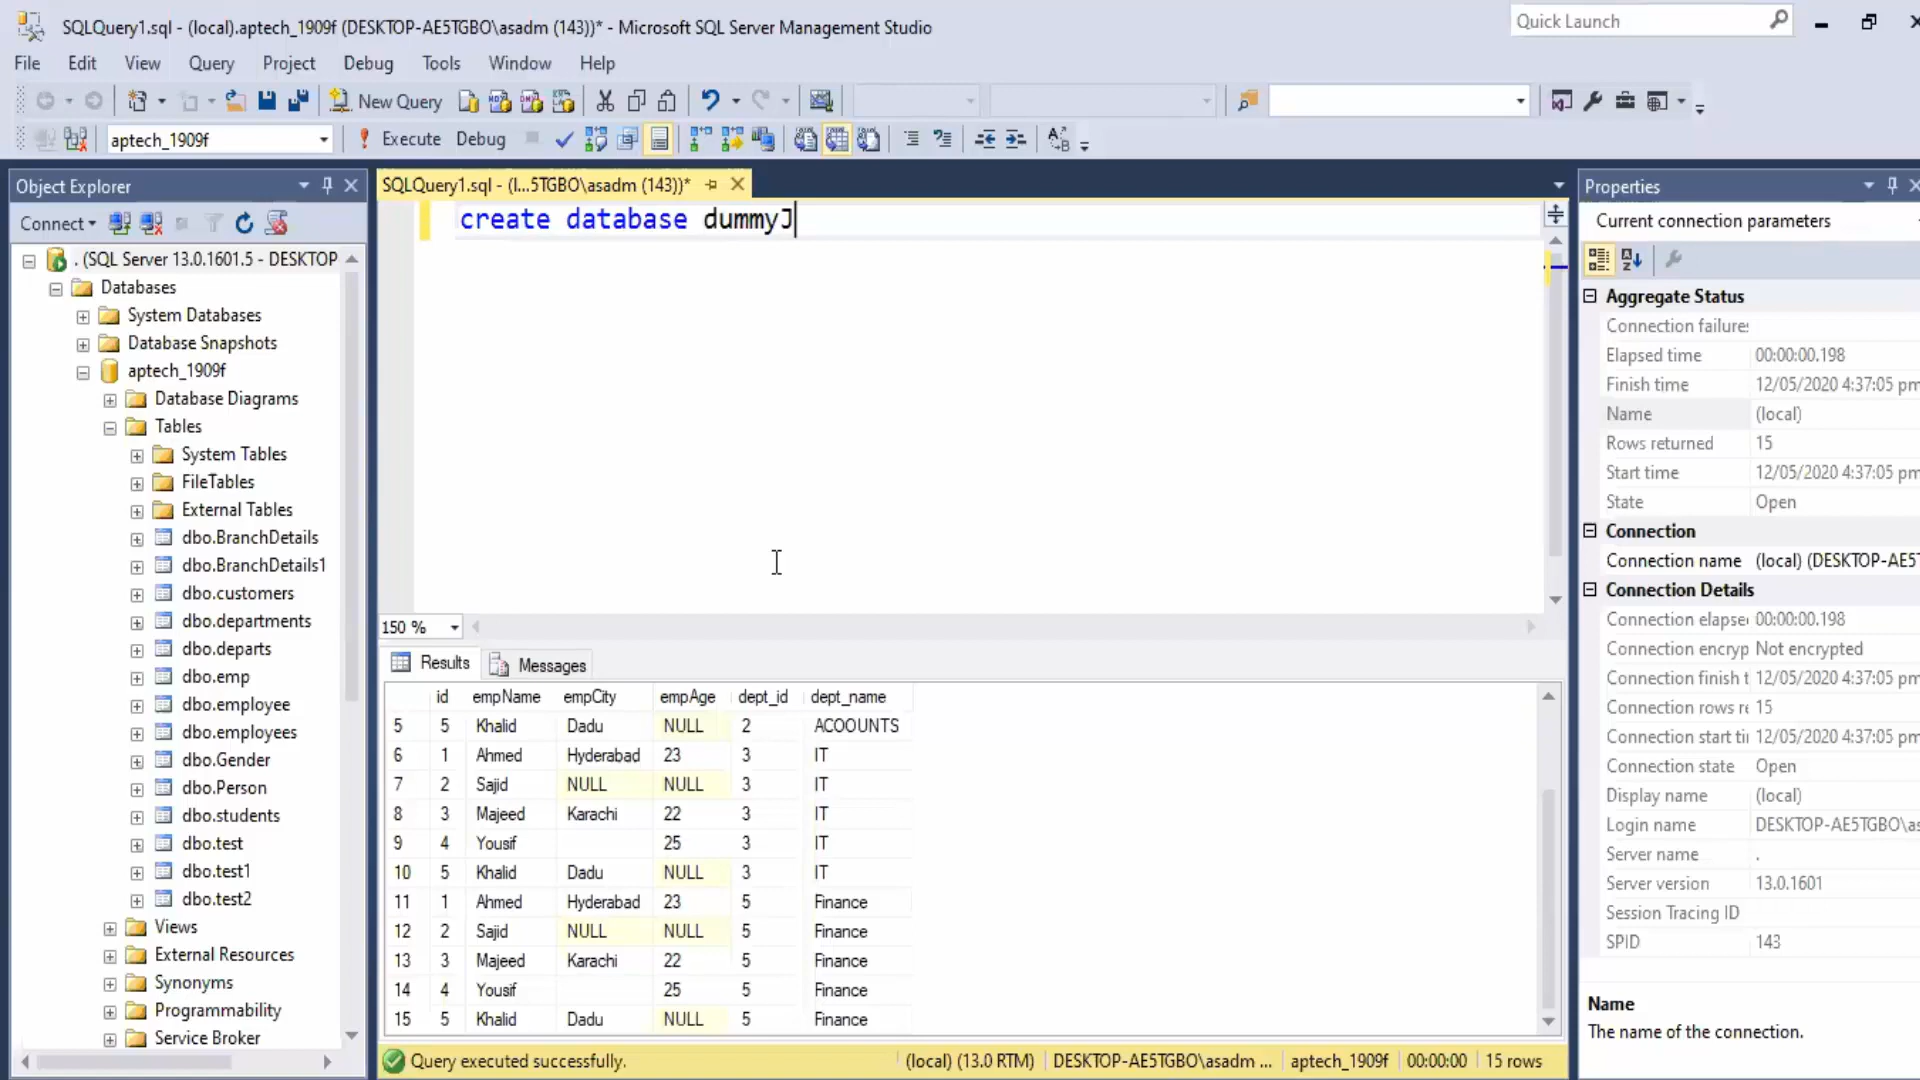 SQLQuery1.sql - (local).aptech_1909f (DESKTOP-AE5TGBO\asadm (143))* - Microsoft SQL Server Management Studio
Quick Launch
File Edit View Query Project Debug Tools Window Help
New Query
aptech_1909f Execute Debug
Object Explorer
Connect
. (SQL Server 13.0.1601.5 - DESKTOP
Databases
System Databases
Database Snapshots
aptech_1909f
Database Diagrams
Tables
System Tables
FileTables
External Tables
dbo.BranchDetails
dbo.BranchDetails1
dbo.customers
dbo.departments
dbo.departs
dbo.emp
dbo.employee
dbo.employees
dbo.Gender
dbo.Person
dbo.students
dbo.test
dbo.test1
dbo.test2
Views
External Resources
Synonyms
Programmability
Service Broker
SQLQuery1.sql - (l...5TGBO\asadm (143))*
create database dummyJ
150 %
Results Messages
id empName empCity empAge dept_id dept_name
5 5 Khalid Dadu NULL 2 ACOOUNTS
6 1 Ahmed Hyderabad 23 3 IT
7 2 Sajid NULL NULL 3 IT
8 3 Majeed Karachi 22 3 IT
9 4 Yousif 25 3 IT
10 5 Khalid Dadu NULL 3 IT
11 1 Ahmed Hyderabad 23 5 Finance
12 2 Sajid NULL NULL 5 Finance
13 3 Majeed Karachi 22 5 Finance
14 4 Yousif 25 5 Finance
15 5 Khalid Dadu NULL 5 Finance
Query executed successfully. (local) (13.0 RTM) DESKTOP-AE5TGBO\asadm ... aptech_1909f 00:00:00 15 rows
Properties
Current connection parameters
Aggregate Status
Connection failures
Elapsed time 00:00:00.198
Finish time 12/05/2020 4:37:05 pm
Name (local)
Rows returned 15
Start time 12/05/2020 4:37:05 pm
State Open
Connection
Connection name (local) (DESKTOP-AE5
Connection Details
Connection elapse 00:00:00.198
Connection encryp Not encrypted
Connection finish t 12/05/2020 4:37:05 pm
Connection rows re 15
Connection start ti 12/05/2020 4:37:05 pm
Connection state Open
Display name (local)
Login name DESKTOP-AE5TGBO\as
Server name .
Server version 13.0.1601
Session Tracing ID
SPID 143
Name
The name of the connection.